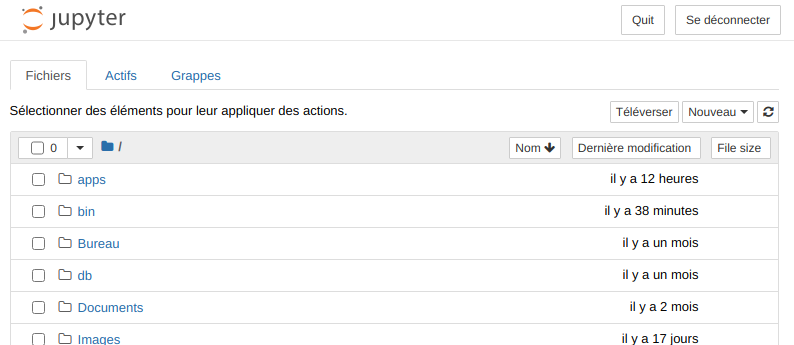 jupyter
Quit
Se déconnecter
Fichiers
Actifs
Grappes
Sélectionner des éléments pour leur appliquer des actions.
Téléverser
Nouveau
0
/
Nom
Dernière modification
File size
apps
il y a 12 heures
bin
il y a 38 minutes
Bureau
il y a un mois
db
il y a un mois
Documents
il y a 2 mois
Images
il y a 17 jours